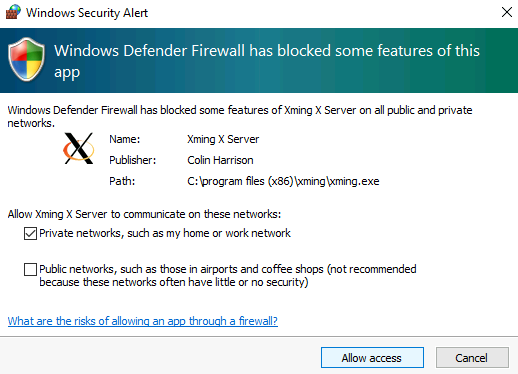 Windows Security Alert
Windows Defender Firewall has blocked some features of this
app
Windows Defender Firewall has blocked some features of Xming X Server on all public and private
networks.
Name: Xming X Server
Publisher: Colin Harrison
Path: C:\program files (x86)\xming\xming.exe
Allow Xming X Server to communicate on these networks:
Private networks, such as my home or work network
Public networks, such as those in airports and coffee shops (not recommended
because these networks often have little or no security)
What are the risks of allowing an app through a firewall?
Allow access
Cancel